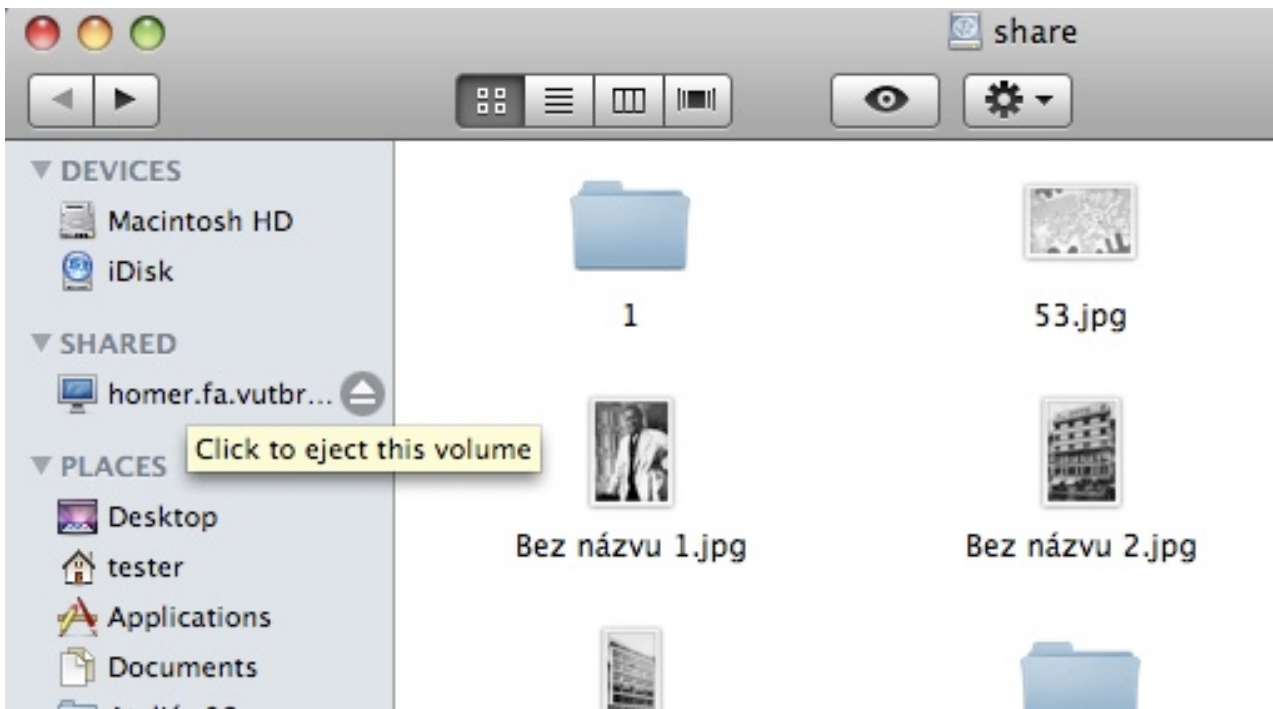 share
DEVICES
Macintosh HD
iDisk
SHARED
homer.fa.vutbr...
Click to eject this volume
PLACES
Desktop
tester
Applications
Documents
1
53.jpg
Bez názvu 1.jpg
Bez názvu 2.jpg